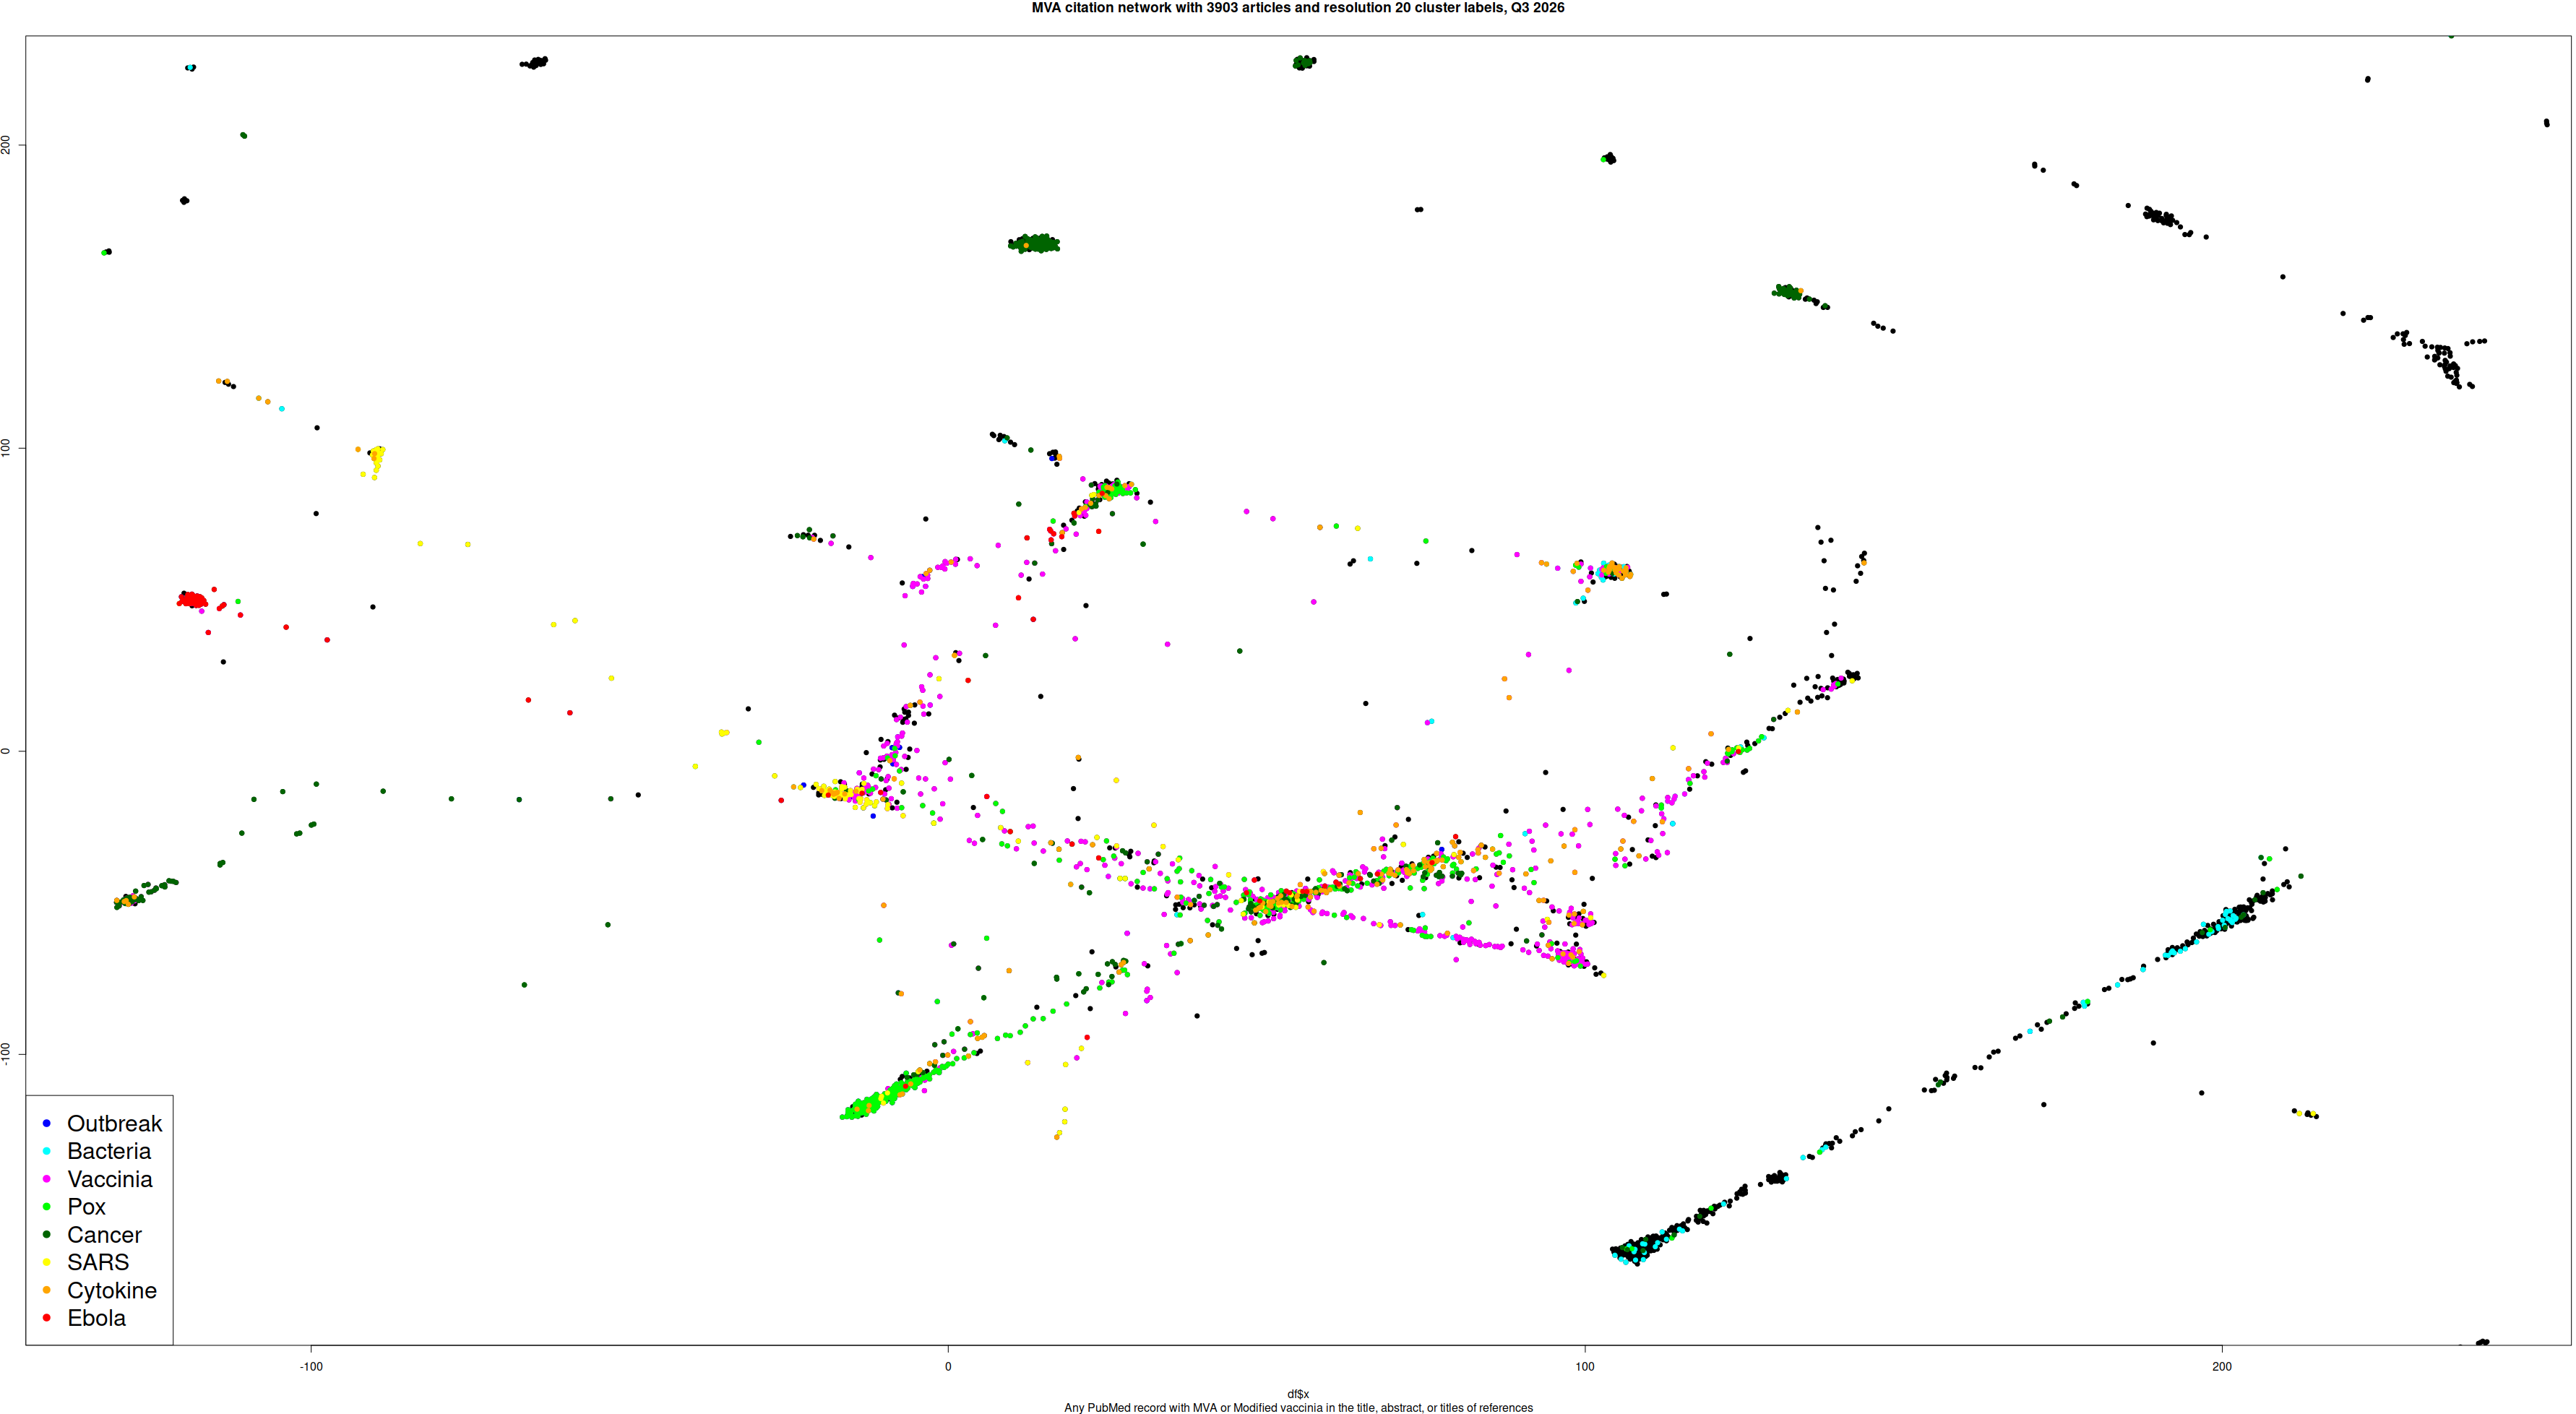 MVA citation network with 3903 articles and resolution 20 cluster labels, Q3 2026
200
100
0
-100
Outbreak
Bacteria
Vaccinia
Pox
Cancer
SARS
Cytokine
Ebola
-100
0
100
200
df$x
Any PubMed record with MVA or Modified vaccinia in the title, abstract, or titles of references